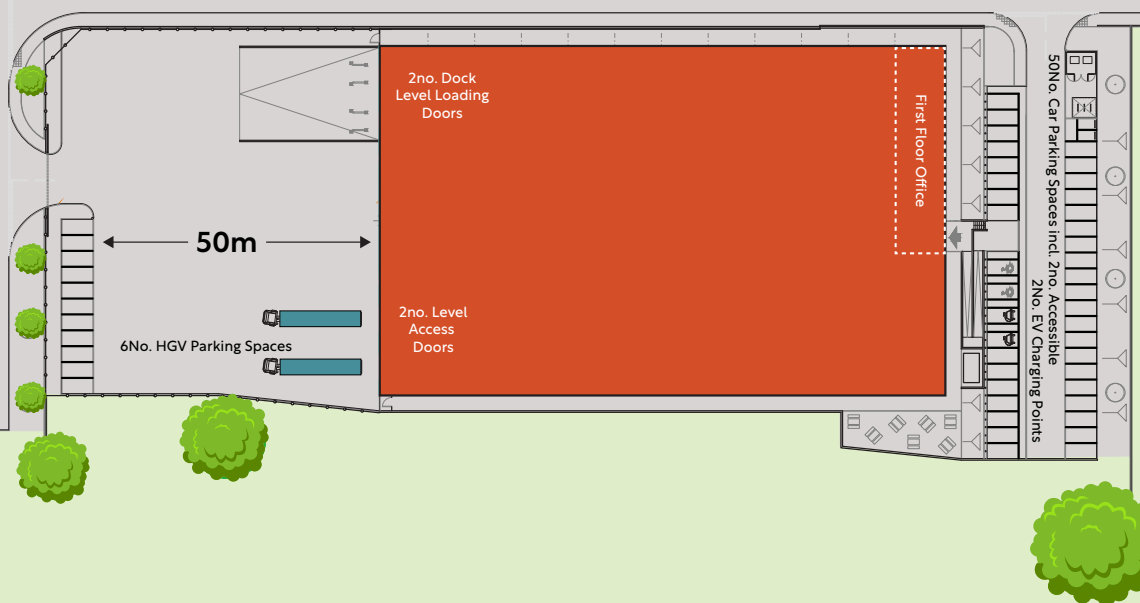 2no. Dock
Level Loading
Doors
First Floor Office
50No. Car Parking Spaces incl. 2no. Accessible
2No. EV Charging Points
50m
2no. Level
Access
Doors
6No. HGV Parking Spaces